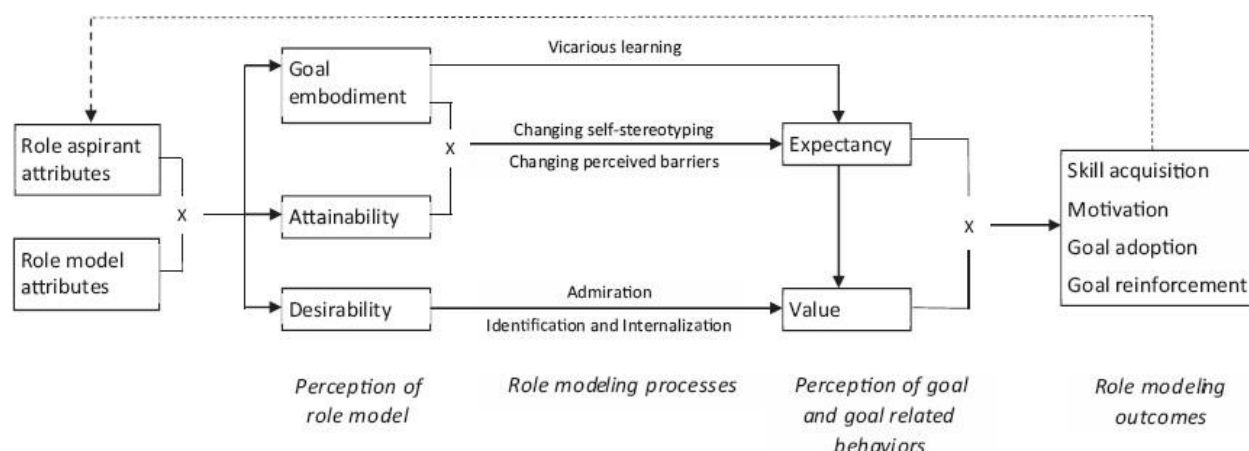 Vicarious learning
Goal
embodiment
Role aspirant
attributes
X
Role model
attributes
X
Changing self-stereotyping
Changing perceived barriers
Attainability
Desirability
Admiration
Identification and Internalization
Expectancy
Value
X
Skill acquisition
Motivation
Goal adoption
Goal reinforcement
Perception of
role model
Role modeling processes
Perception of goal
and goal related
behaviors
Role modeling
outcomes